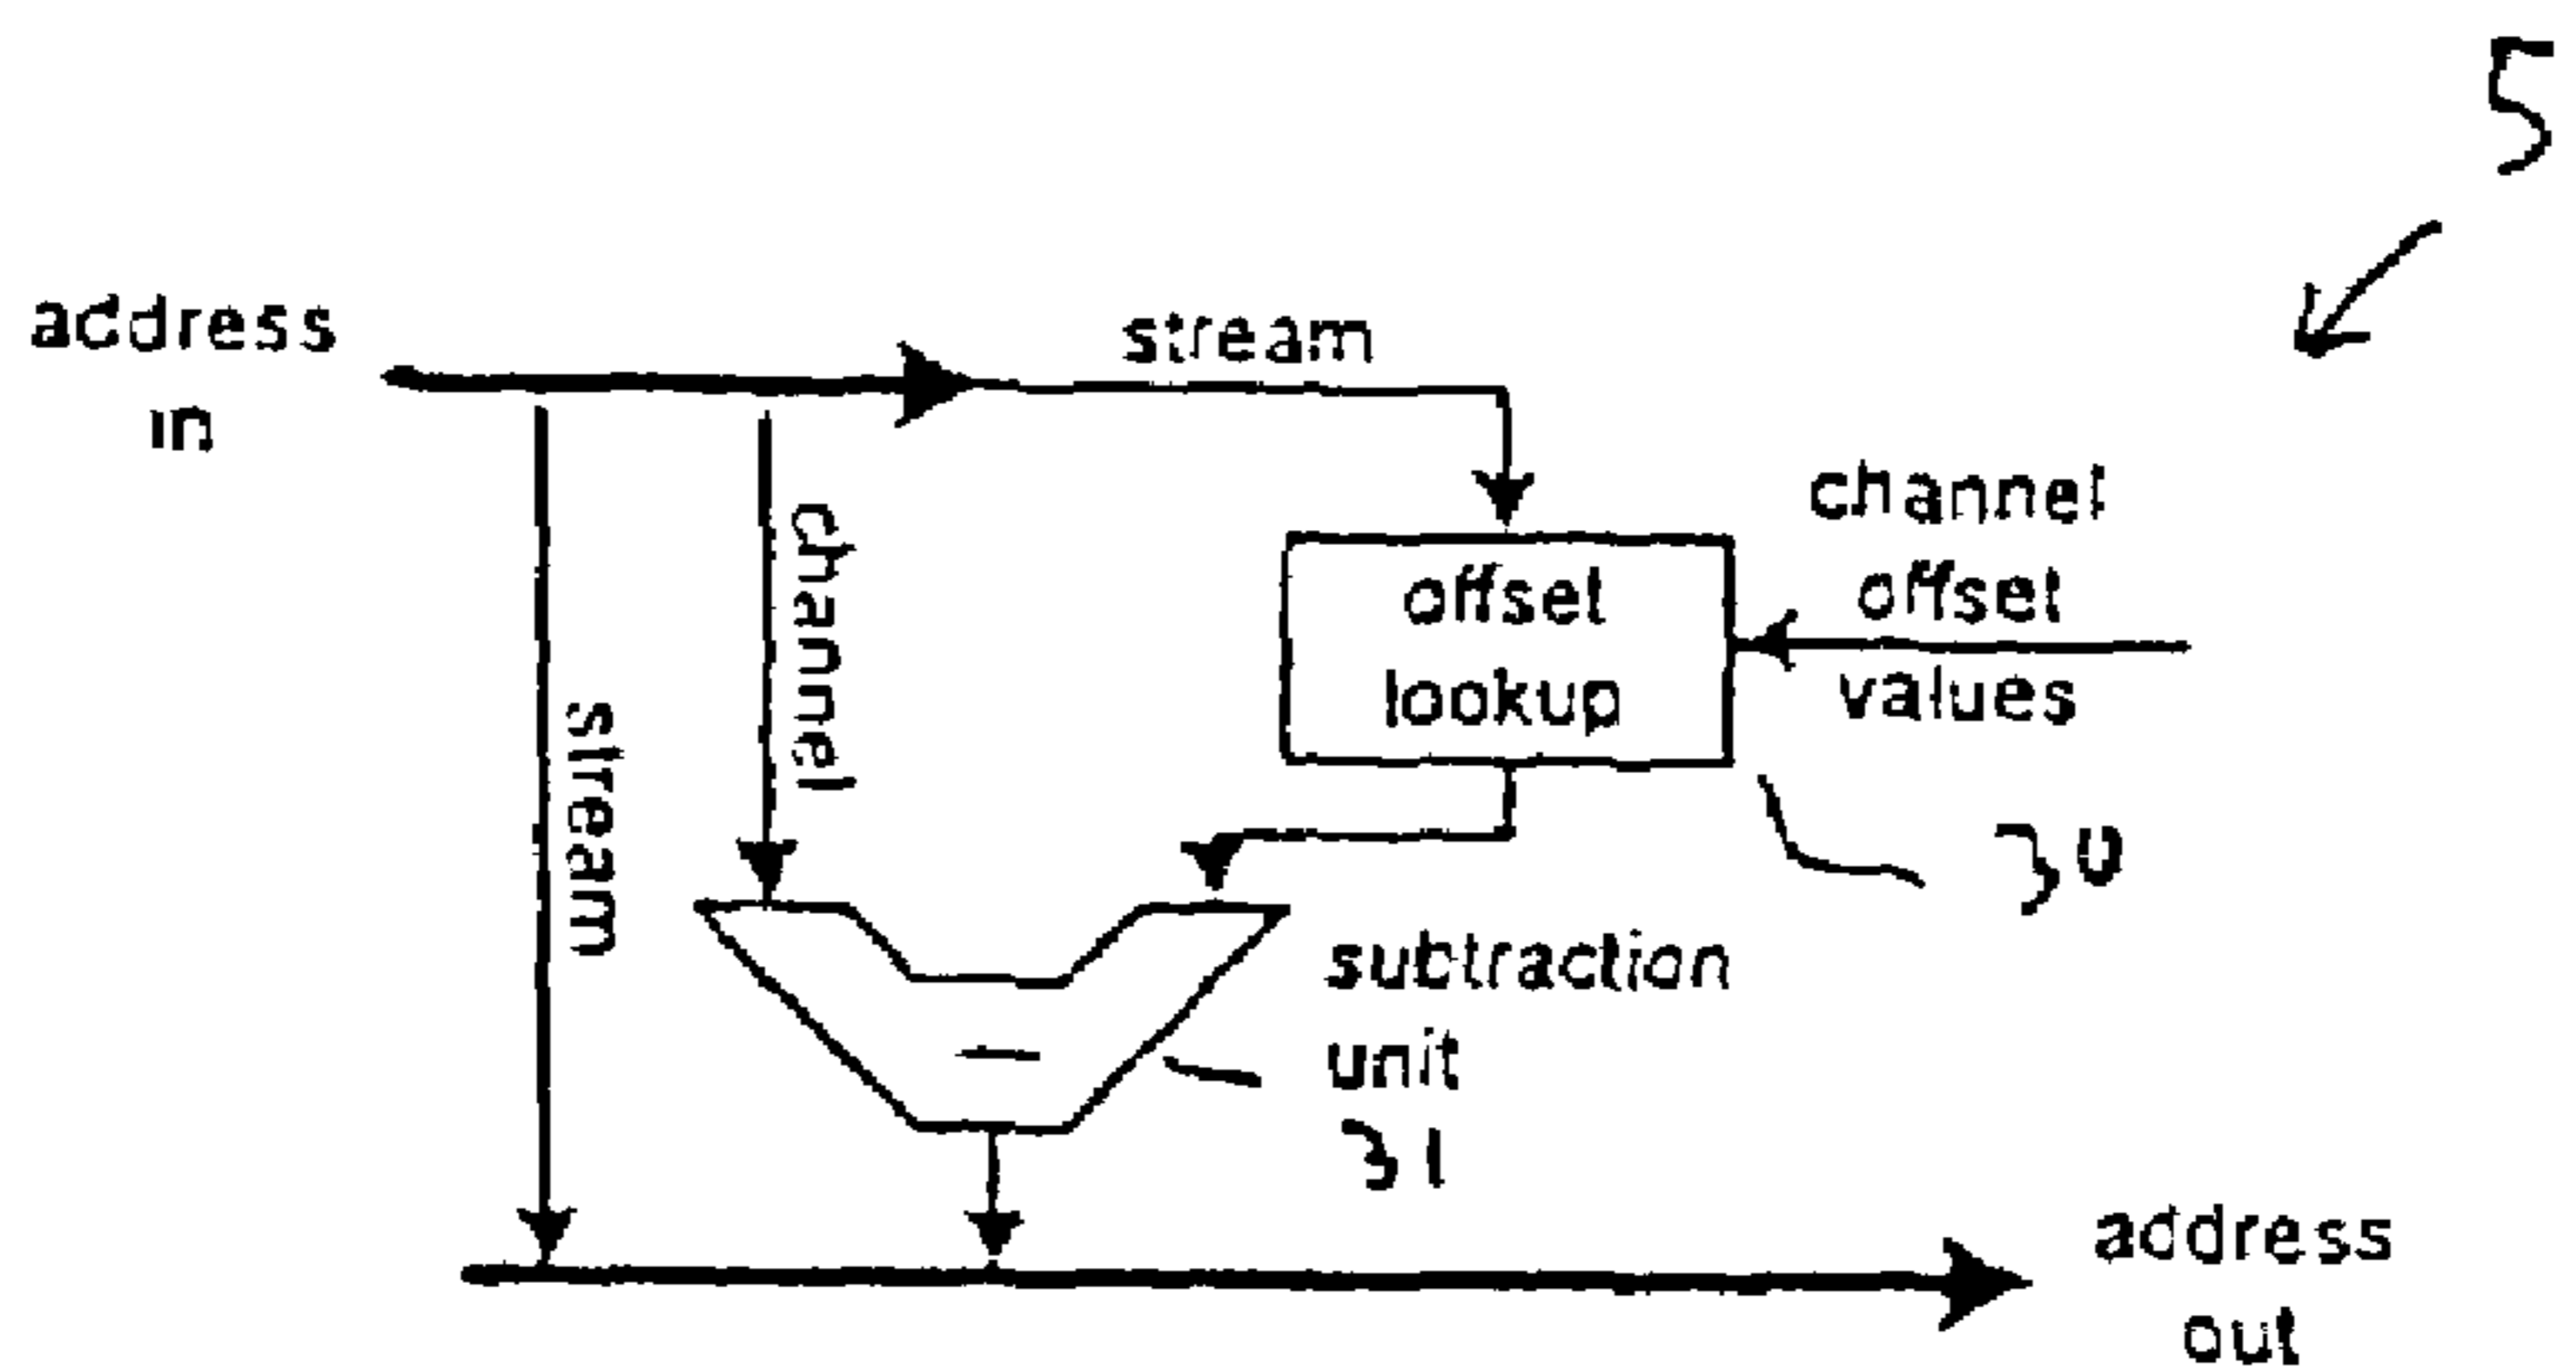 5
address
in
stream
channel
offset
values
offset
lookup
channel
stream
30
subtraction
unit
31
—
address
out